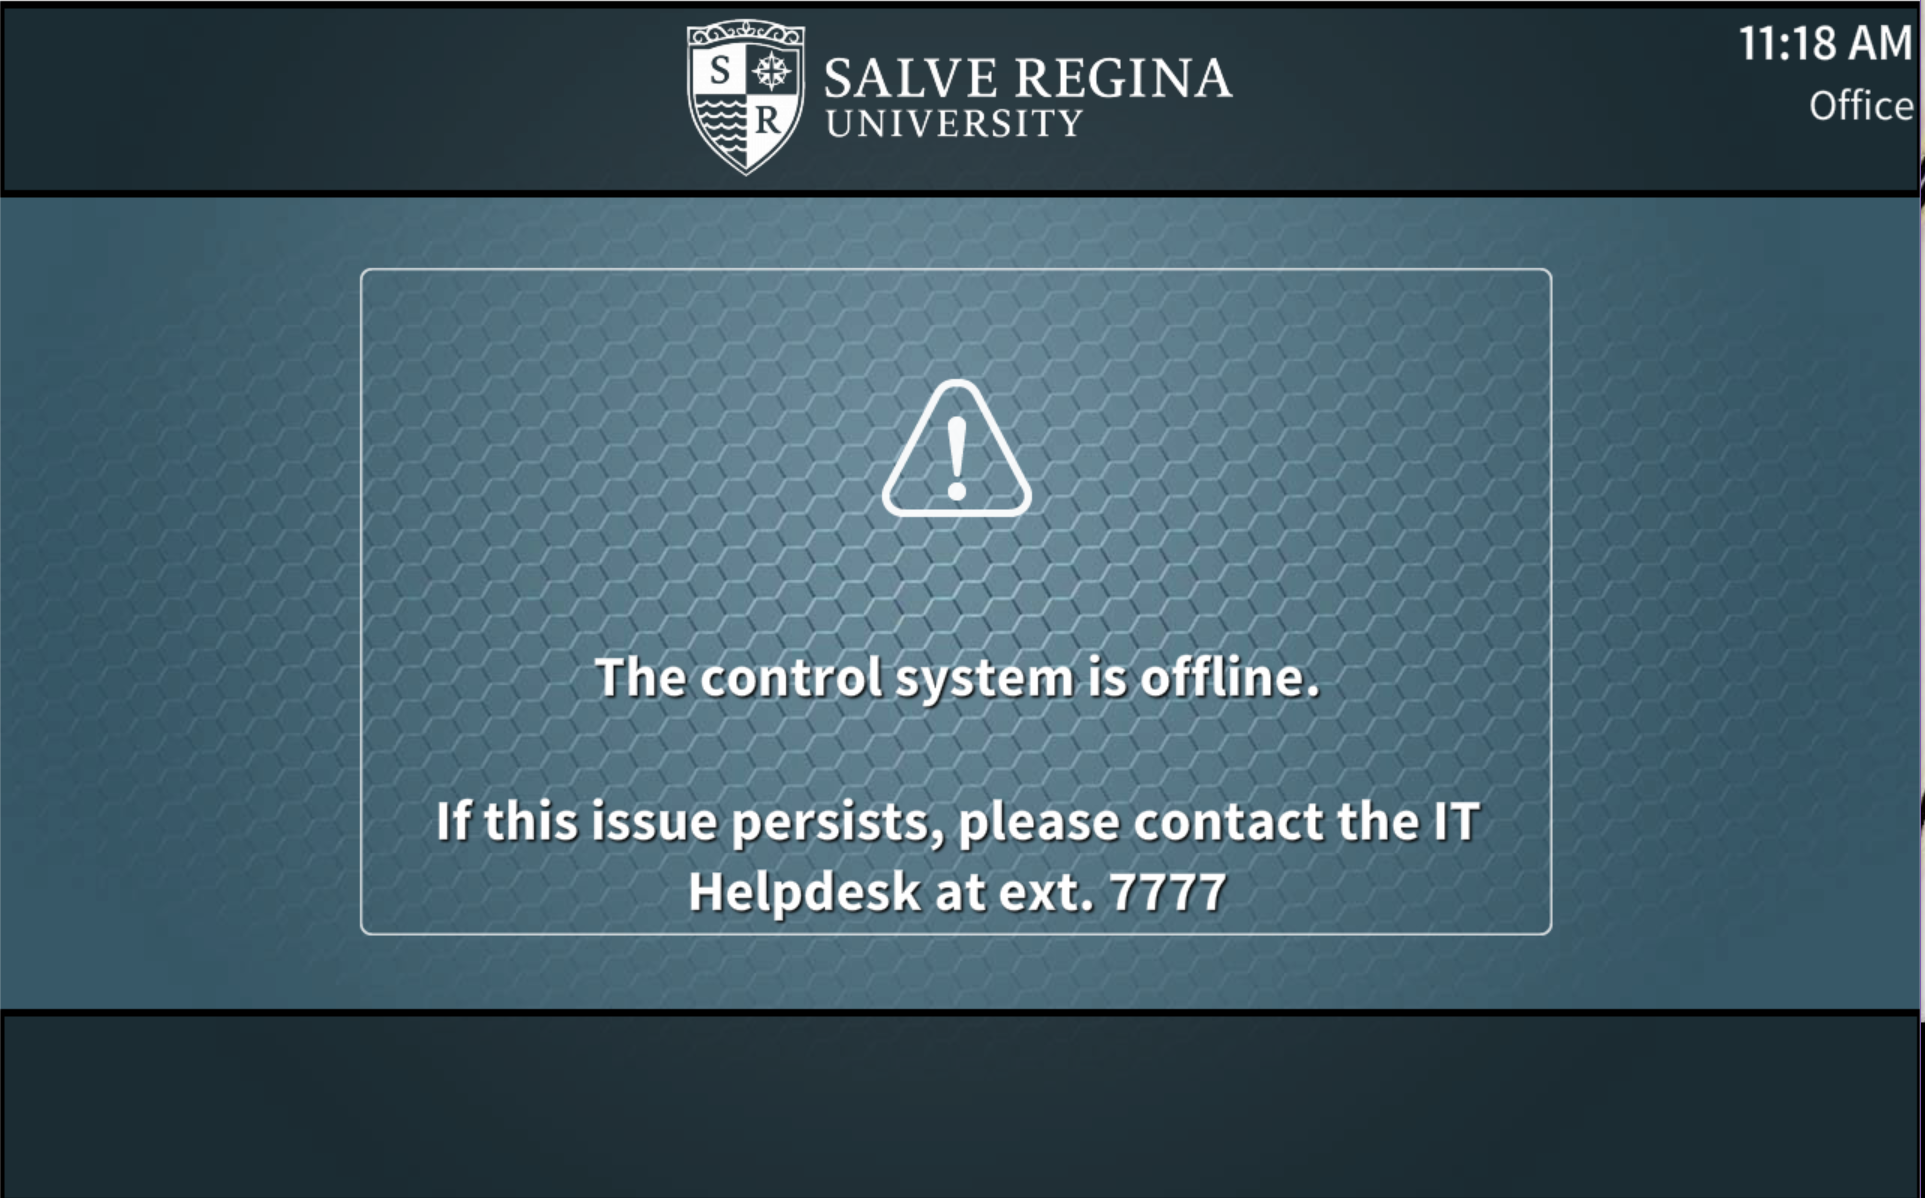 S
R
SALVE REGINA
UNIVERSITY
11:18 AM
Office
The control system is offline.
If this issue persists, please contact the IT
Helpdesk at ext. 7777